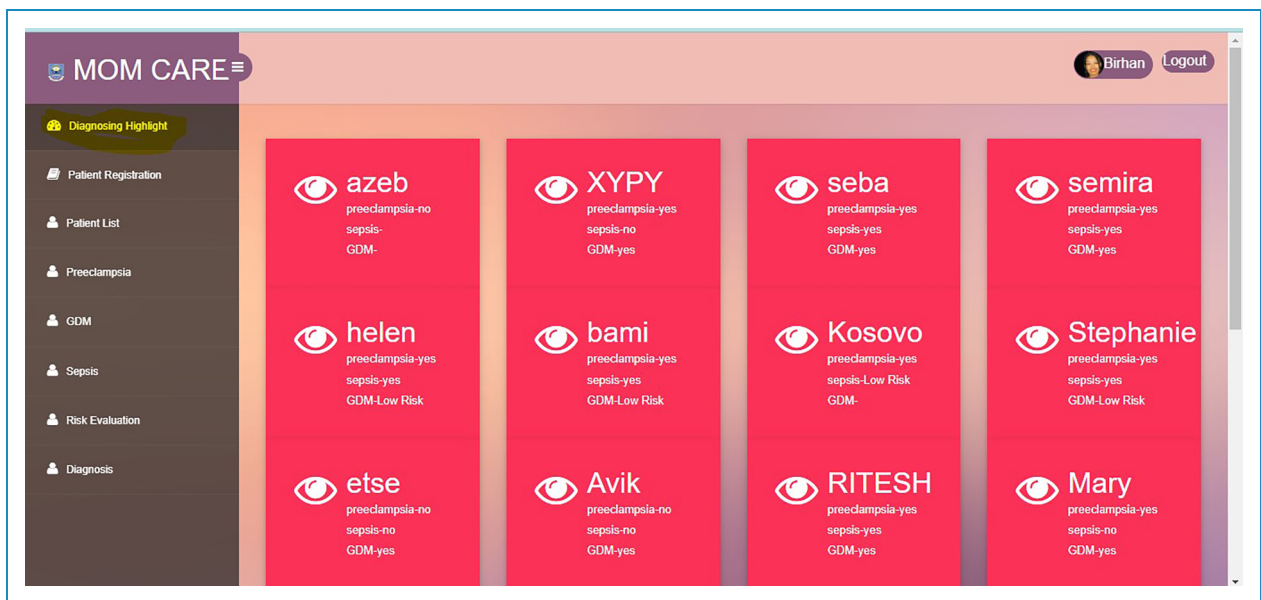 MOM CARE
Birhan
Logout
Diagnosing Highlight
Patient Registration
Patient List
Preeclampsia
GDM
Sepsis
Risk Evaluation
Diagnosis
azeb
preeclampsia-no
sepsis-
GDM-
XYPY
preeclampsia-yes
sepsis-no
GDM-yes
seba
preeclampsia-yes
sepsis-yes
GDM-yes
semira
preeclampsia-yes
sepsis-yes
GDM-yes
helen
preeclampsia-yes
sepsis-yes
GDM-Low Risk
bami
preeclampsia-yes
sepsis-yes
GDM-Low Risk
Kosovo
preeclampsia-yes
sepsis-Low Risk
GDM-
Stephanie
preeclampsia-yes
sepsis-yes
GDM-Low Risk
etse
preeclampsia-no
sepsis-no
GDM-yes
Avik
preeclampsia-no
sepsis-no
GDM-yes
RITESH
preeclampsia-yes
sepsis-yes
GDM-yes
Mary
preeclampsia-yes
sepsis-no
GDM-yes